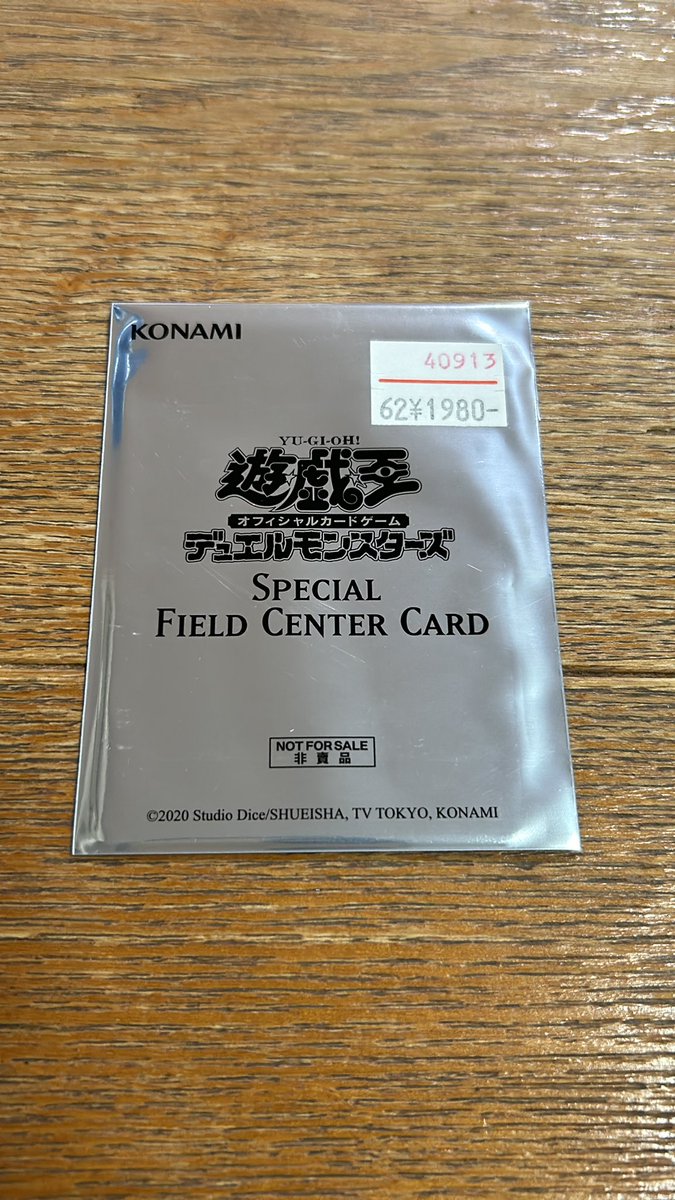 KONAMI
40913
62¥1980-
YU-GI-OH!
遊戯王
オフィシャルカードゲーム
デュエルモンスターズ
SPECIAL
FIELD CENTER CARD
NOT FOR SALE
非賣品
©2020 Studio Dice/SHUEISHA, TV TOKYO, KONAMI